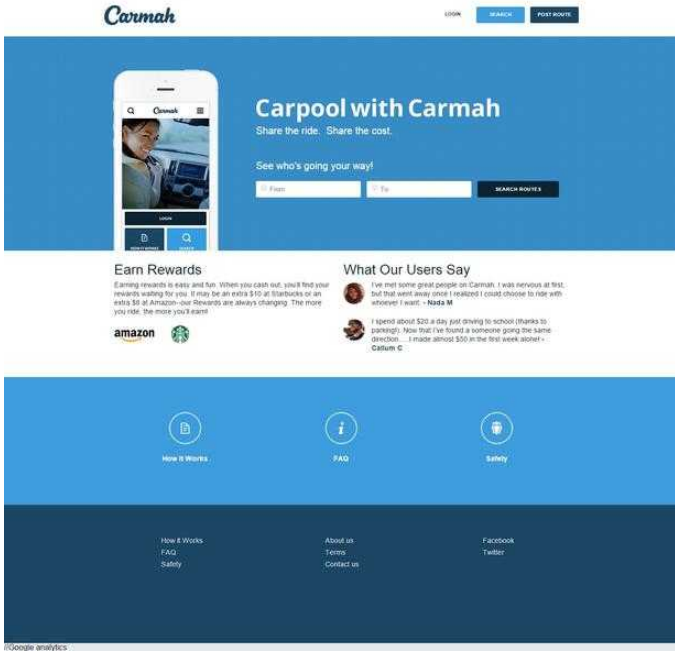 Carmah
LOGIN
SEARCH
POST ROUTE
Carmah
LOGIN
HOW IT WORKS
SEARCH
Carpool with Carmah
Share the ride. Share the cost.
See who's going your way!
From
To
SEARCH ROUTES
Earn Rewards
Earning rewards is easy and fun. When you cash out, you'll find your
rewards waiting for you. It may be an extra $10 at Starbucks or an
extra $8 at Amazon- our Rewards are always changing. The more
you ride, the more you'll earn!
amazon
What Our Users Say
I've met some great people on Carmah. I was nervous at first,
but that went away once I realized I could choose to ride with
whoever I want. - Nada M
I spend about $20 a day just driving to school (thanks to
parking!). Now that I've found a someone going the same
direction.... I made almost $50 in the first week alone! -
Callum C
How It Works
FAQ
Safety
How it Works
FAQ
Safety
About us
Terms
Contact us
Facebook
Twitter
//Google analytics